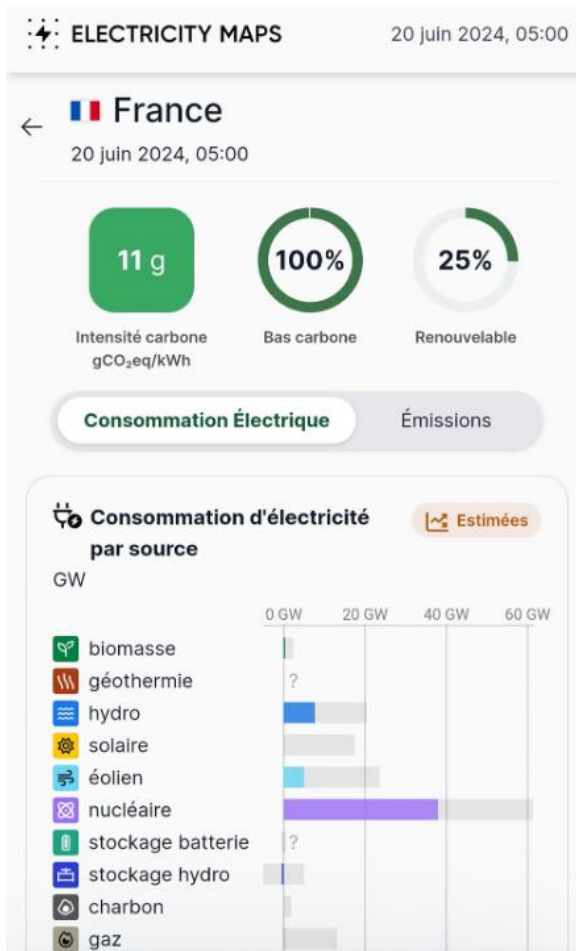 ELECTRICITY MAPS 20 juin 2024, 05:00
France
20 juin 2024, 05:00
11 g 100% 25%
Intensité carbone Bas carbone Renouvelable
gCO₂eq/kWh
Consommation Électrique Émissions
Consommation d'électricité Estimées
par source
GW
0 GW 20 GW 40 GW 60 GW
biomasse
géothermie ?
hydro
solaire
éolien
nucléaire
stockage batterie ?
stockage hydro
charbon
gaz